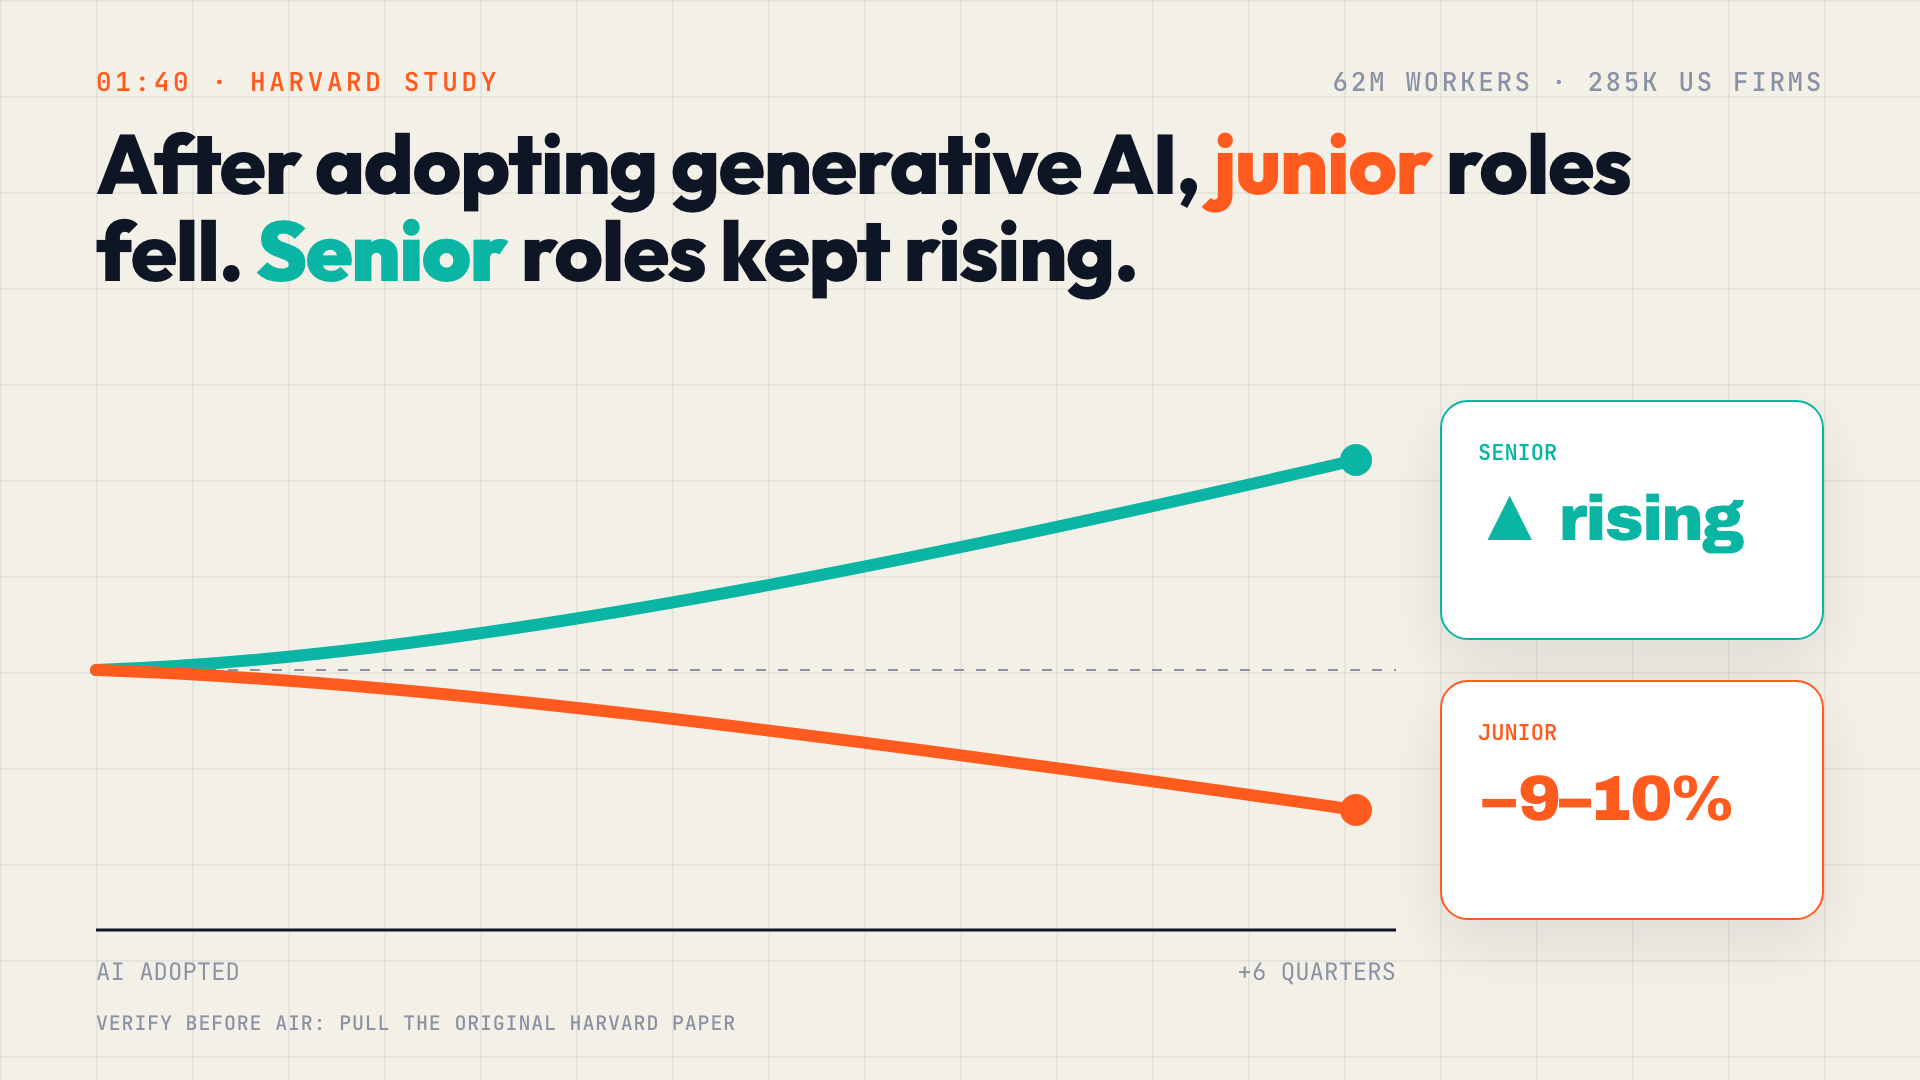 01:40 · HARVARD STUDY
62M WORKERS · 285K US FIRMS
After adopting generative AI, junior roles
fell. Senior roles kept rising.
SENIOR
▲ rising
JUNIOR
–9–10%
AI ADOPTED
+6 QUARTERS
VERIFY BEFORE AIR: PULL THE ORIGINAL HARVARD PAPER